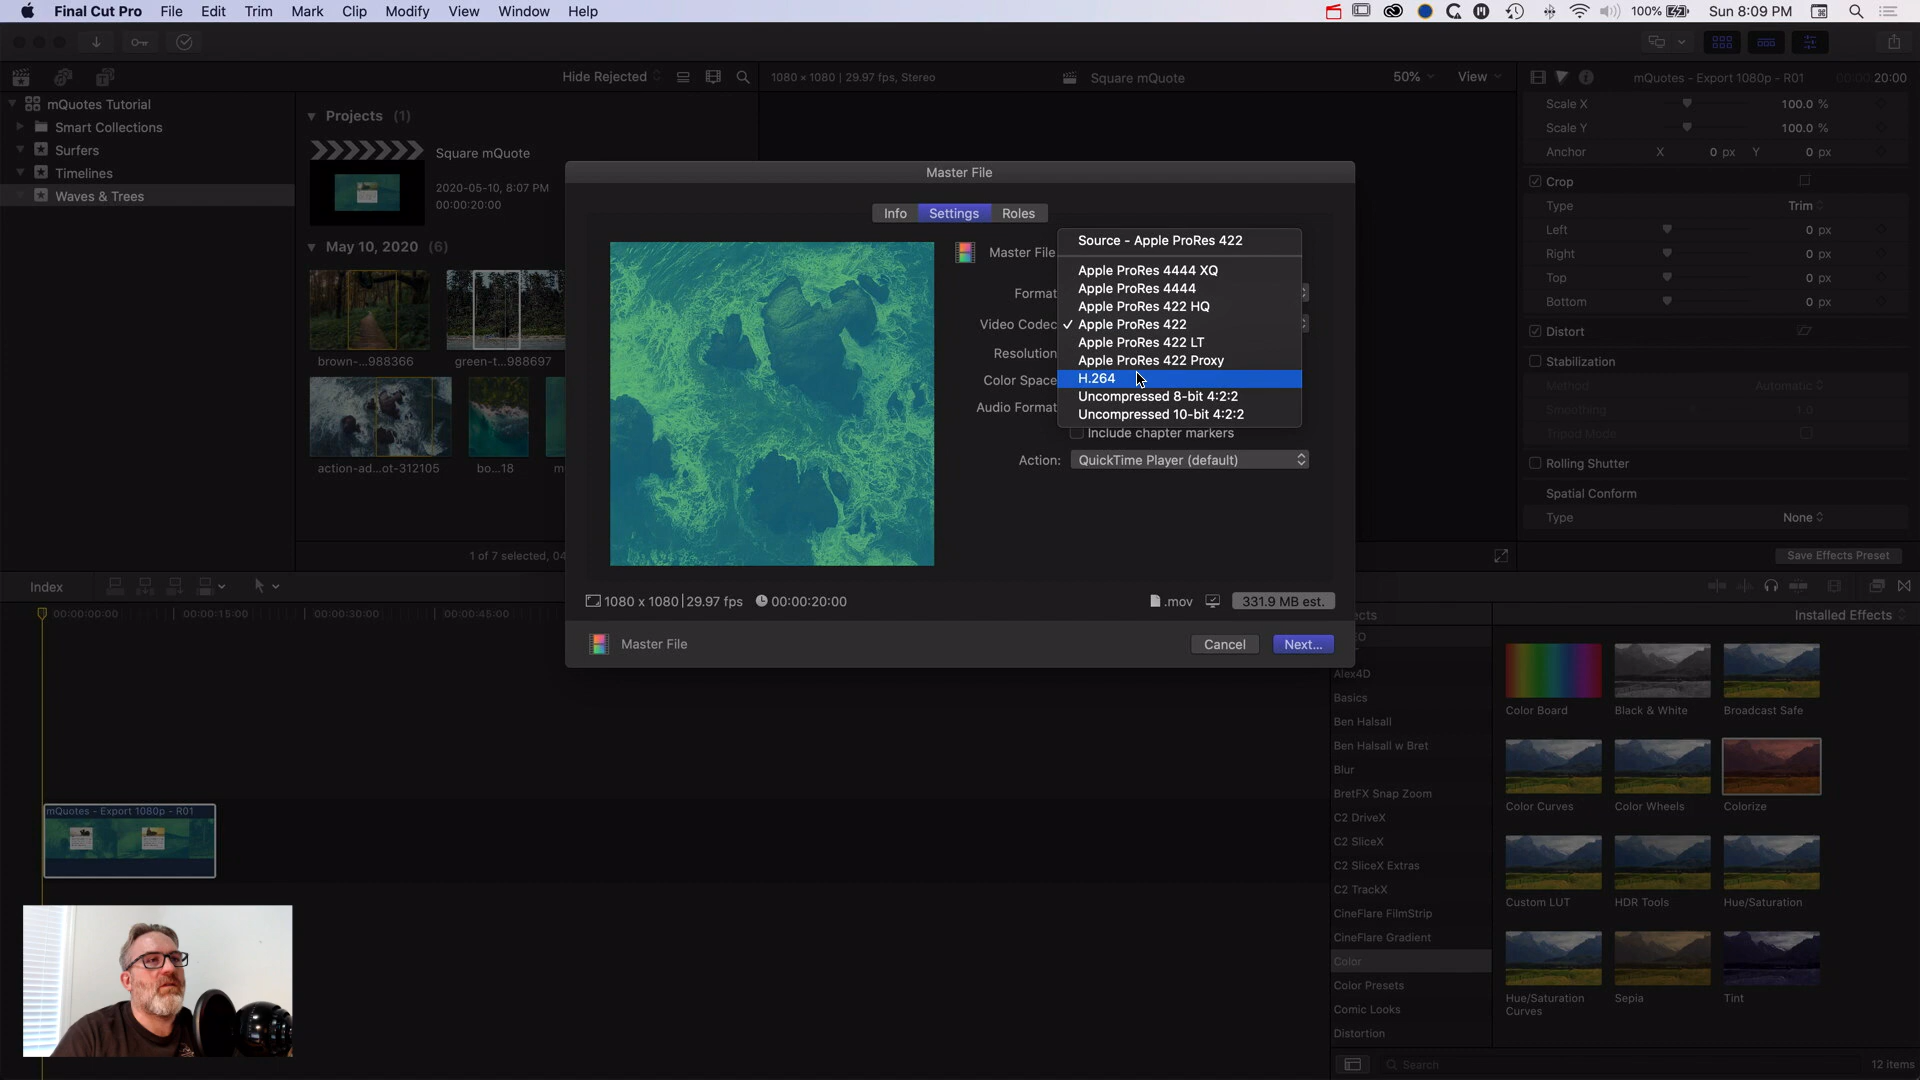 Final Cut Pro File Edit Trim Mark Clip Modify View Window Help
100% Sun 8:09 PM
Hide Rejected
1080 × 1080 | 29.97 fps, Stereo
Square mQuote
50% View
mQuotes - Export 1080p - R01
20:00
mQuotes Tutorial
Smart Collections
Surfers
Timelines
Waves & Trees
Projects (1)
Square mQuote
2020-05-10, 8:07 PM
00:00:20:00
May 10, 2020 (6)
brown-...988366
green-t...988697
action-ad...ot-312105
bo...18
1 of 7 selected, 04
Master File
Info Settings Roles
Master File
Format
Video Codec
Resolution
Color Space
Audio Format
Source - Apple ProRes 422
Apple ProRes 4444 XQ
Apple ProRes 4444
Apple ProRes 422 HQ
✓ Apple ProRes 422
Apple ProRes 422 LT
Apple ProRes 422 Proxy
H.264
Uncompressed 8-bit 4:2:2
Uncompressed 10-bit 4:2:2
Include chapter markers
Action: QuickTime Player (default)
1080 x 1080 | 29.97 fps 00:00:20:00
.mov 331.9 MB est.
Master File
Cancel Next...
Scale X 100.0 %
Scale Y 100.0 %
Anchor X 0 px Y 0 px
Crop
Type Trim
Left 0 px
Right 0 px
Top 0 px
Bottom 0 px
Distort
Stabilization
Method Automatic
Smoothing 1.0
Tripod Mode
Rolling Shutter
Spatial Conform
Type None
Save Effects Preset
Index
00:00:00:00 00:00:15:00 00:00:30:00 00:00:45:00
mQuotes - Export 1080p - R01
Installed Effects
Alex4D
Basics
Ben Halsall
Ben Halsall w Bret
Blur
BretFX Snap Zoom
C2 DriveX
C2 SliceX
C2 SliceX Extras
C2 TrackX
CineFlare FilmStrip
CineFlare Gradient
Color
Color Presets
Comic Looks
Distortion
Color Board
Black & White
Broadcast Safe
Color Curves
Color Wheels
Colorize
Custom LUT
HDR Tools
Hue/Saturation
Hue/Saturation
Curves
Sepia
Tint
Search
12 items